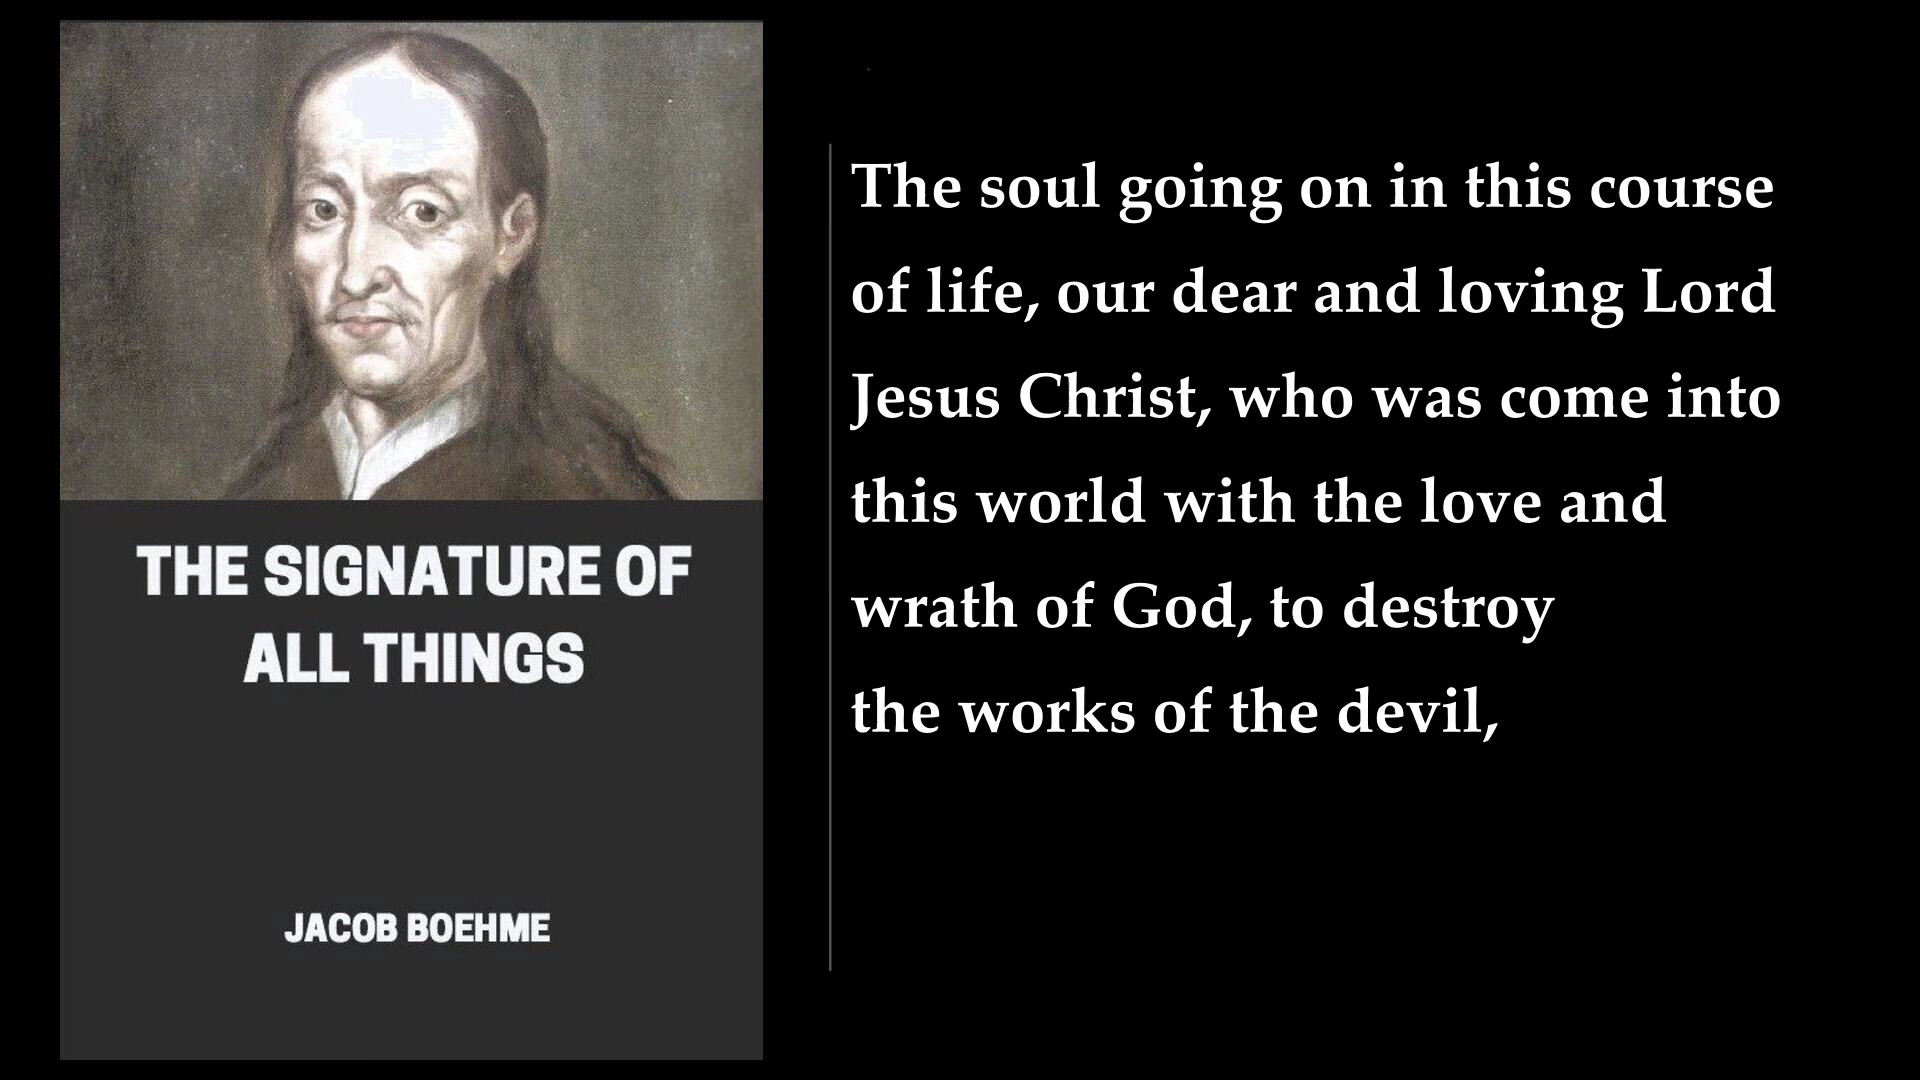 THE SIGNATURE OF
ALL THINGS
JACOB BOEHME
The soul going on in this course
of life, our dear and loving Lord
Jesus Christ, who was come into
this world with the love and
wrath of God, to destroy
the works of the devil,